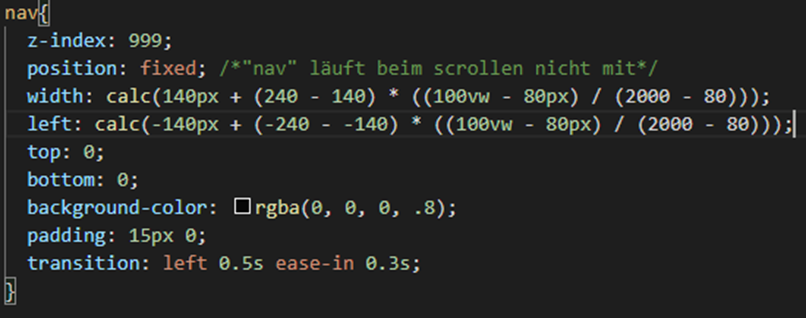 nav{
z-index: 999;
position: fixed; /*"nav" läuft beim scrollen nicht mit*/
width: calc(140px + (240 - 140) * ((100vw - 80px) / (2000 - 80)));
left: calc(-140px + (-240 - -140) * ((100vw - 80px) / (2000 - 80)));
top: 0;
bottom: 0;
background-color: rgba(0, 0, 0, .8);
padding: 15px 0;
transition: left 0.5s ease-in 0.3s;
}